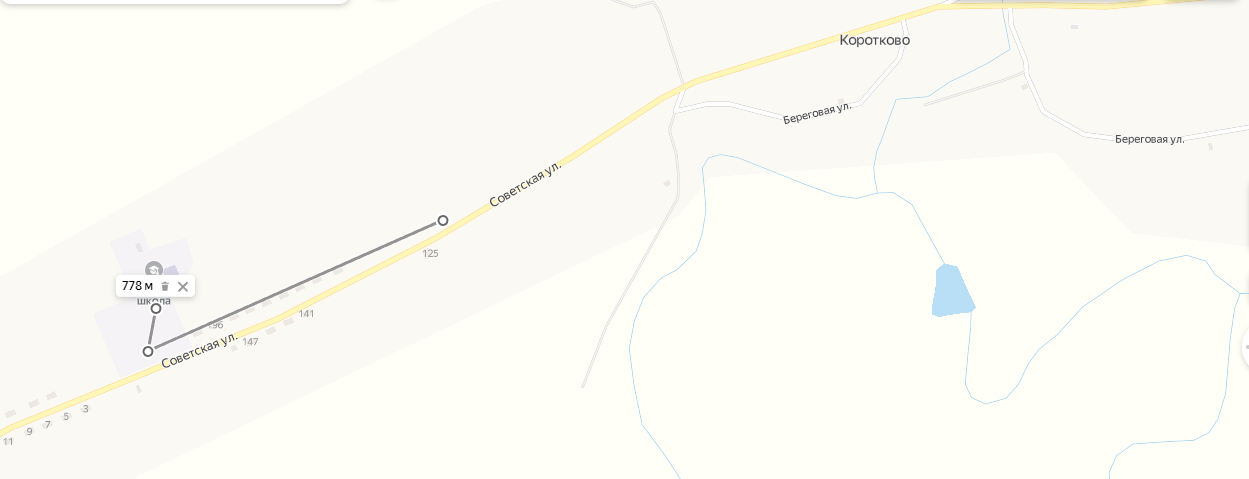 Коротково
Береговая ул.
Береговая ул.
Советская ул.
125
778 м
школа
196
141
Советская ул.
147
3
5
7
9
11